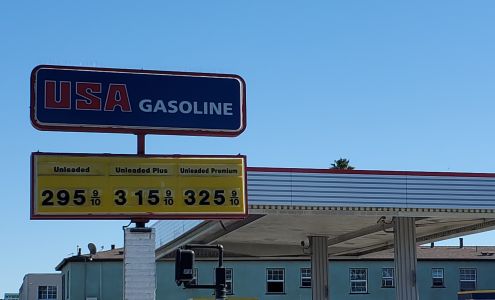 USA GASOLINE
Unleaded Unleaded Plus Unleaded Premium
295 9/10 315 9/10 325 9/10